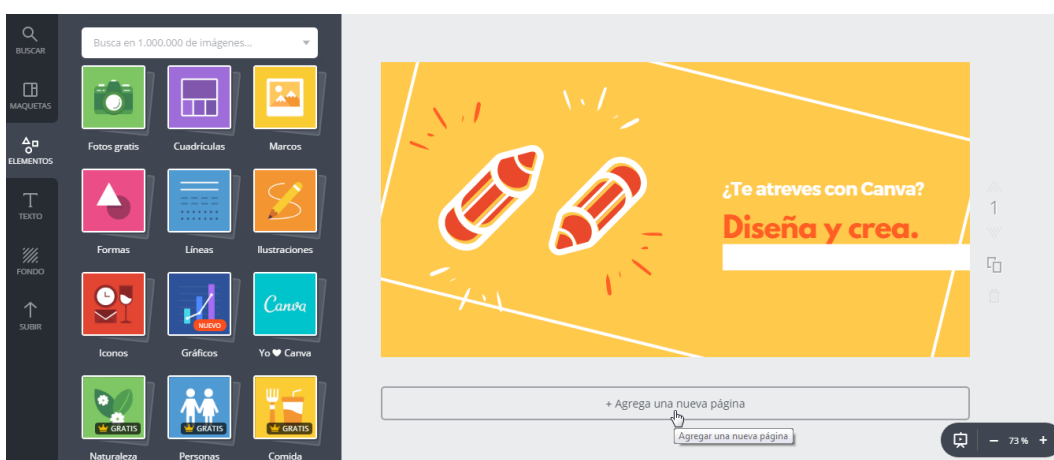 BUSCAR
MAQUETAS
ELEMENTOS
TEXTO
FONDO
SUBIR
Busca en 1.000.000 de imágenes...
Fotos gratis
Cuadrículas
Marcos
Formas
Líneas
Ilustraciones
NUEVO
Canva
Iconos
Gráficos
Yo ♥ Canva
GRATIS
GRATIS
GRATIS
Naturaleza
Personas
Comida
¿Te atreves con Canva?
Diseña y crea.
1
+ Agrega una nueva página
Agregar una nueva página
− 73 % +